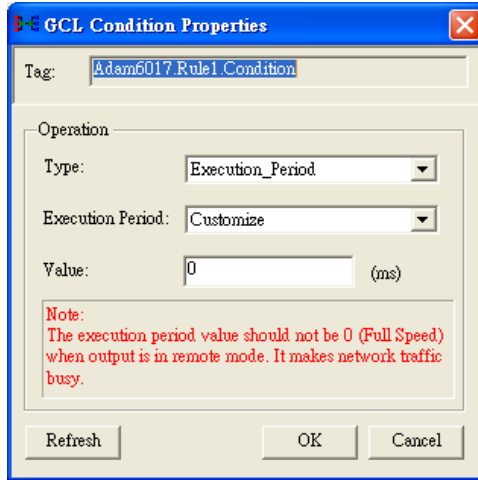 GCL Condition Properties
Tag: Adam6017.Rule1.Condition
Operation
Type: Execution_Period
Execution Period: Customize
Value: 0 (ms)
Note:
The execution period value should not be 0 (Full Speed)
when output is in remote mode. It makes network traffic
busy.
Refresh OK Cancel